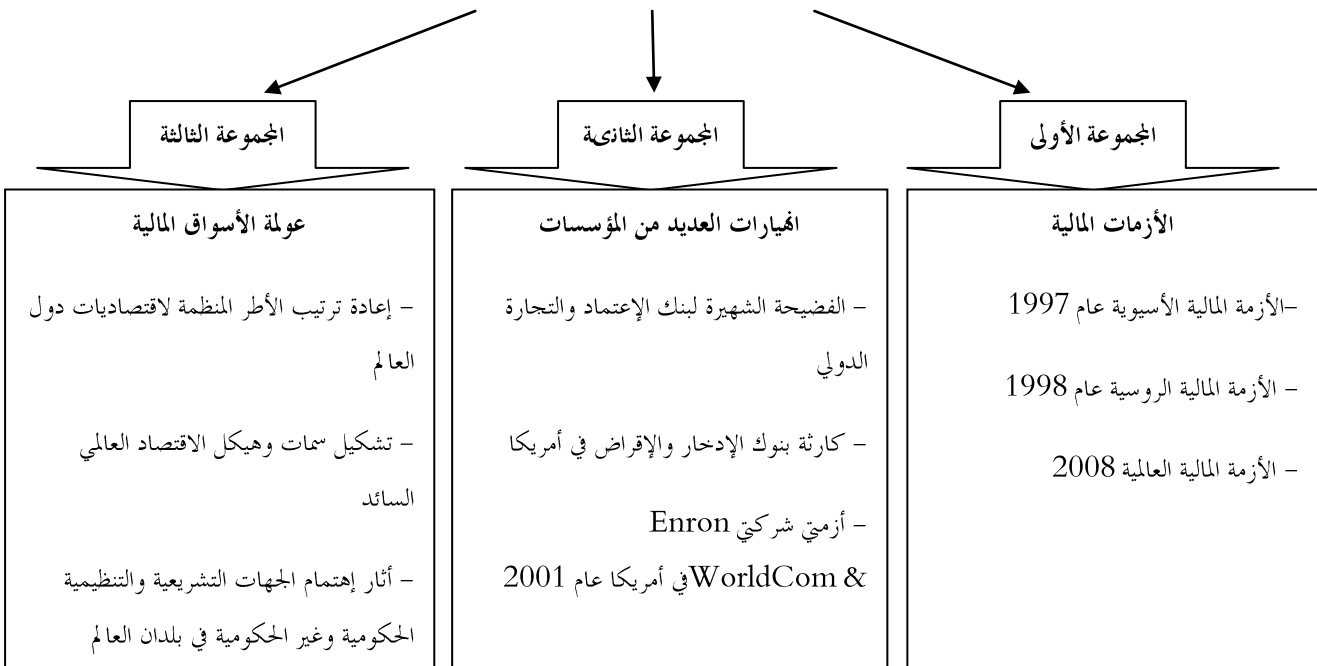 المجموعة الأولى
الأزمات المالية
–الأزمة المالية الأسيوية عام 1997
– الأزمة المالية الروسية عام 1998
– الأزمة المالية العالمية 2008
المجموعة الثانىة
انهيارات العديد من المؤسسات
– الفضيحة الشهيرة لبنك الإعتماد والتجارة
الدولي
– كارثة بنوك الإدخار والإقراض في أمريكا
– أزمتي شركتي Enron
& WorldComفي أمريكا عام 2001
المجموعة الثالثة
عولمة الأسواق المالية
– إعادة ترتيب الأطر المنظمة لاقتصاديات دول
العالم
– تشكيل سمات وهيكل الاقتصاد العالمي
السائد
– أثار إهتمام الجهات التشريعية والتنظيمية
الحكومية وغير الحكومية في بلدان العالم